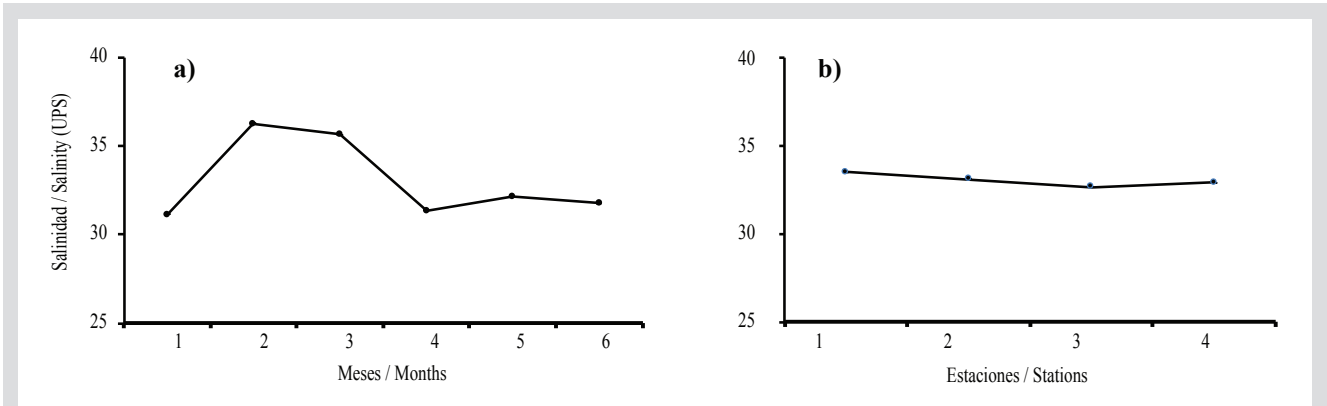 a)
Salinidad / Salinity (UPS)
40
35
30
25
1 2 3 4 5 6
Meses / Months
b)
40
35
30
25
1 2 3 4
Estaciones / Stations